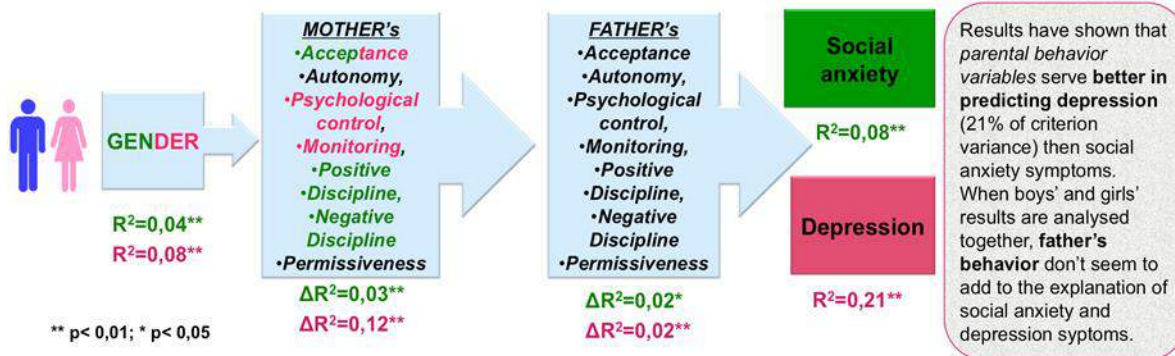 GENDER
R²=0,04**
R²=0,08**
** p< 0,01; * p< 0,05
MOTHER's
•Acceptance
•Autonomy,
•Psychological
control,
•Monitoring,
•Positive
•Discipline,
•Negative
Discipline
•Permissiveness
ΔR²=0,03**
ΔR²=0,12**
FATHER's
•Acceptance
•Autonomy,
•Psychological
control,
•Monitoring,
•Positive
•Discipline,
•Negative
Discipline
•Permissiveness
ΔR²=0,02*
ΔR²=0,02**
Social
anxiety
R²=0,08**
Depression
R²=0,21**
Results have shown that
parental behavior
variables serve better in
predicting depression
(21% of criterion
variance) then social
anxiety symptoms.
When boys’ and girls’
results are analysed
together, father’s
behavior don’t seem to
add to the explanation of
social anxiety and
depression syptoms.